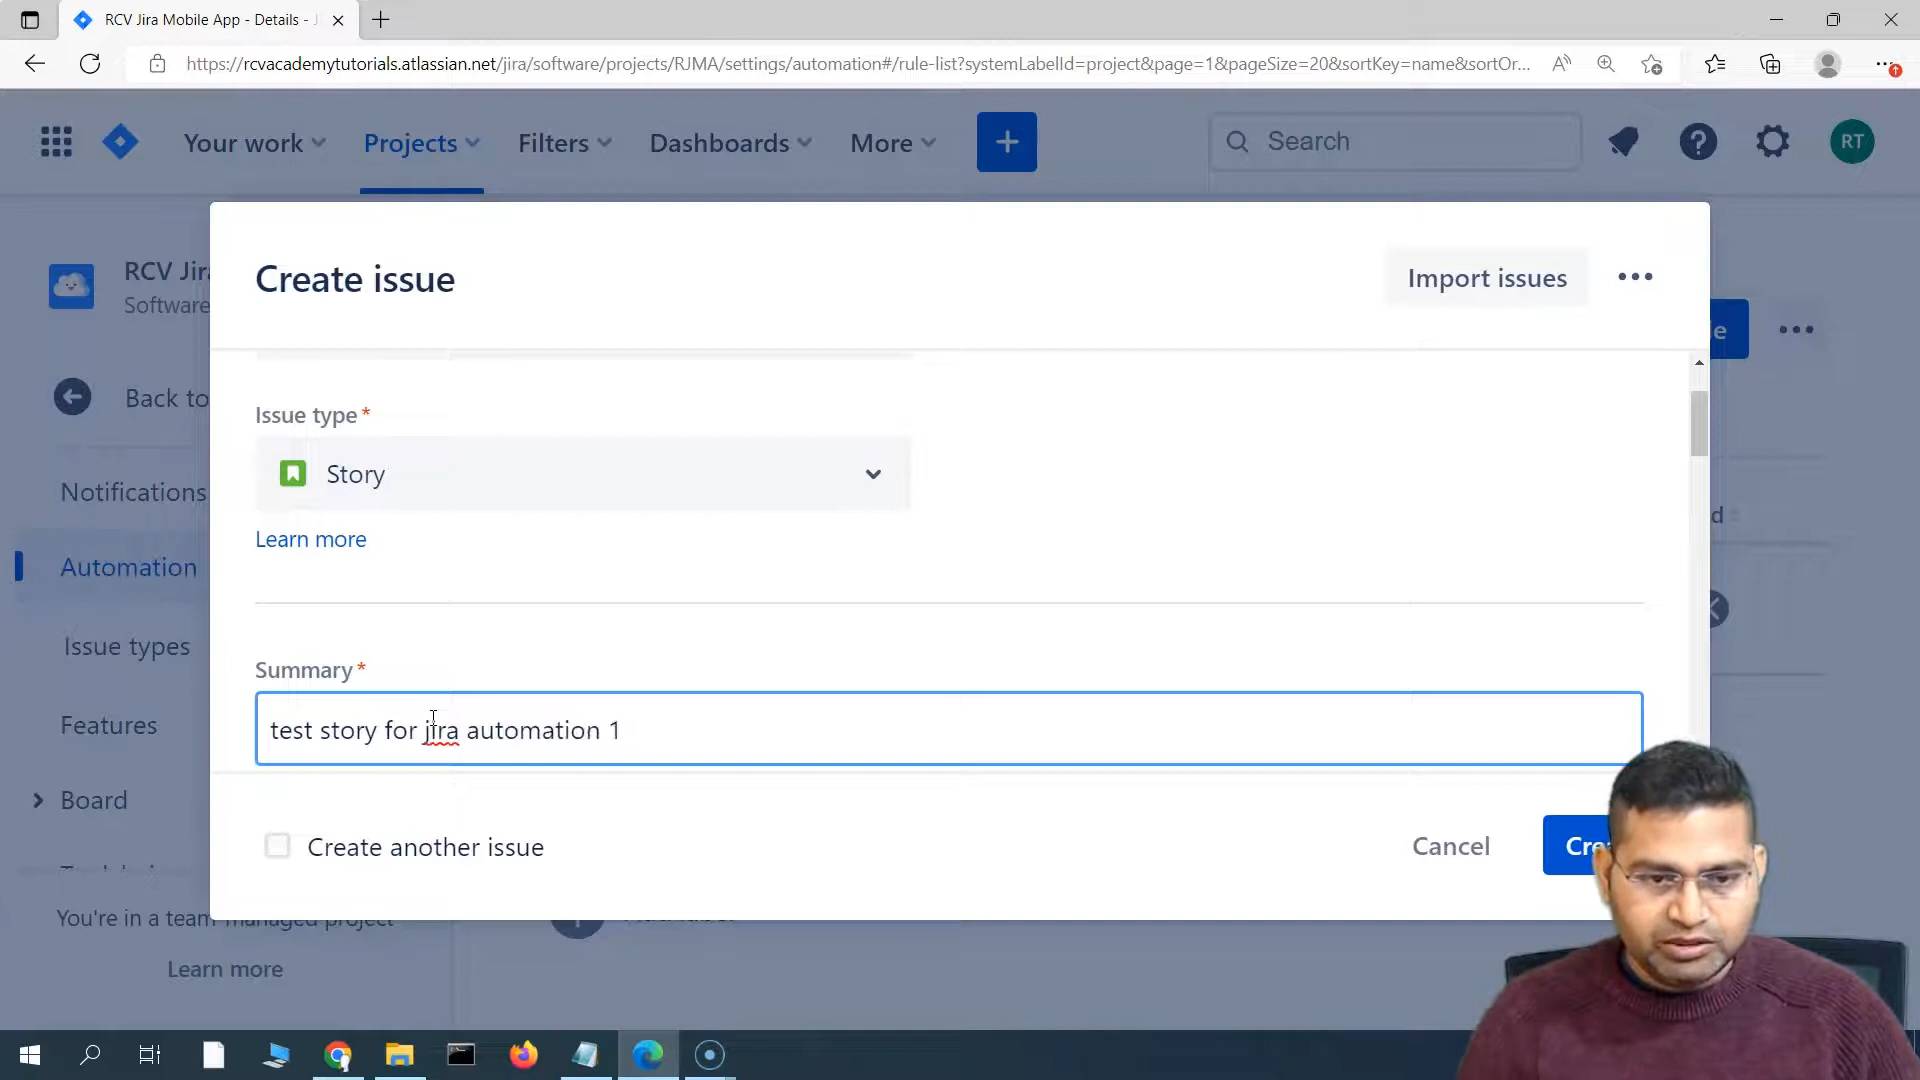 RCV Jira Mobile App - Details - J
https://rcvacademytutorials.atlassian.net/jira/software/projects/RJMA/settings/automation#/rule-list?systemLabelId=project&page=1&pageSize=20&sortKey=name&sortOr...
Your work
Projects
Filters
Dashboards
More
Search
RT
RCV Jira
Software
Back to
Notifications
Automation
Issue types
Features
Board
You're in a team-managed project
Learn more
Create issue
Import issues
Issue type *
Story
Learn more
Summary *
test story for jira automation 1
Create another issue
Cancel
Cre